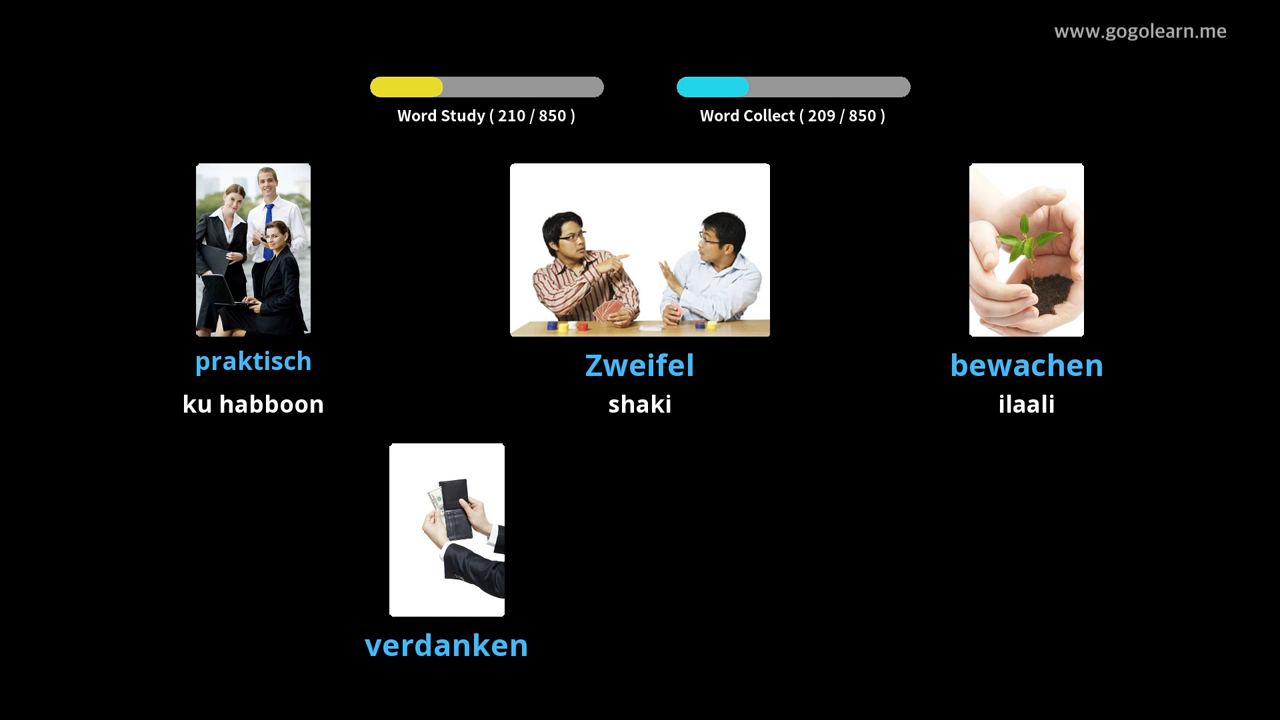 www.gogolearn.me
Word Study ( 210 / 850 )
Word Collect ( 209 / 850 )
praktisch
Zweifel
bewachen
ku habboon
shaki
ilaali
verdanken